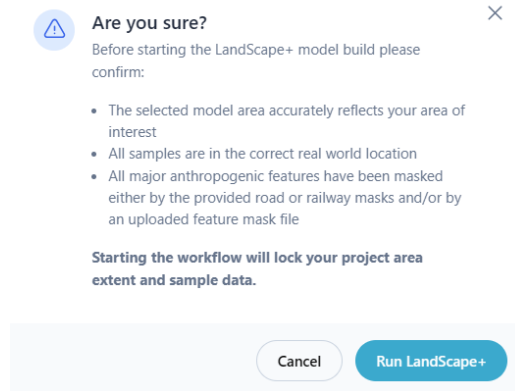 Are you sure?
Before starting the LandScape+ model build please
confirm:
• The selected model area accurately reflects your area of
interest
• All samples are in the correct real world location
• All major anthropogenic features have been masked
either by the provided road or railway masks and/or by
an uploaded feature mask file
Starting the workflow will lock your project area
extent and sample data.
Cancel
Run LandScape+